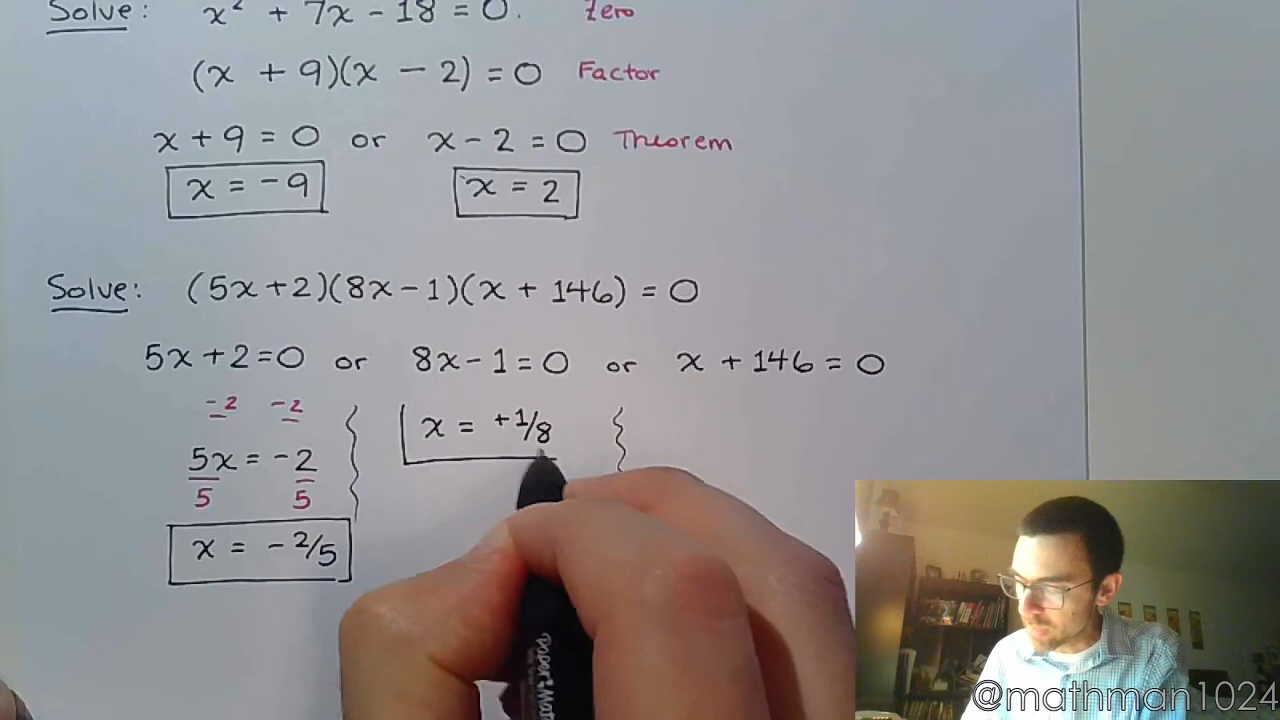 Solve: x² + 7x - 18 = 0. Zero
(x + 9)(x - 2) = 0 Factor
x + 9 = 0 or x - 2 = 0 Theorem
x = -9 x = 2
Solve: (5x+2)(8x-1)(x + 146) = 0
5x+2=0 or 8x-1=0 or x + 146 = 0
-2 -2
x = +1/8
5x = -2
5 5
x = -2/5
Paper:Mat
@mathman1024